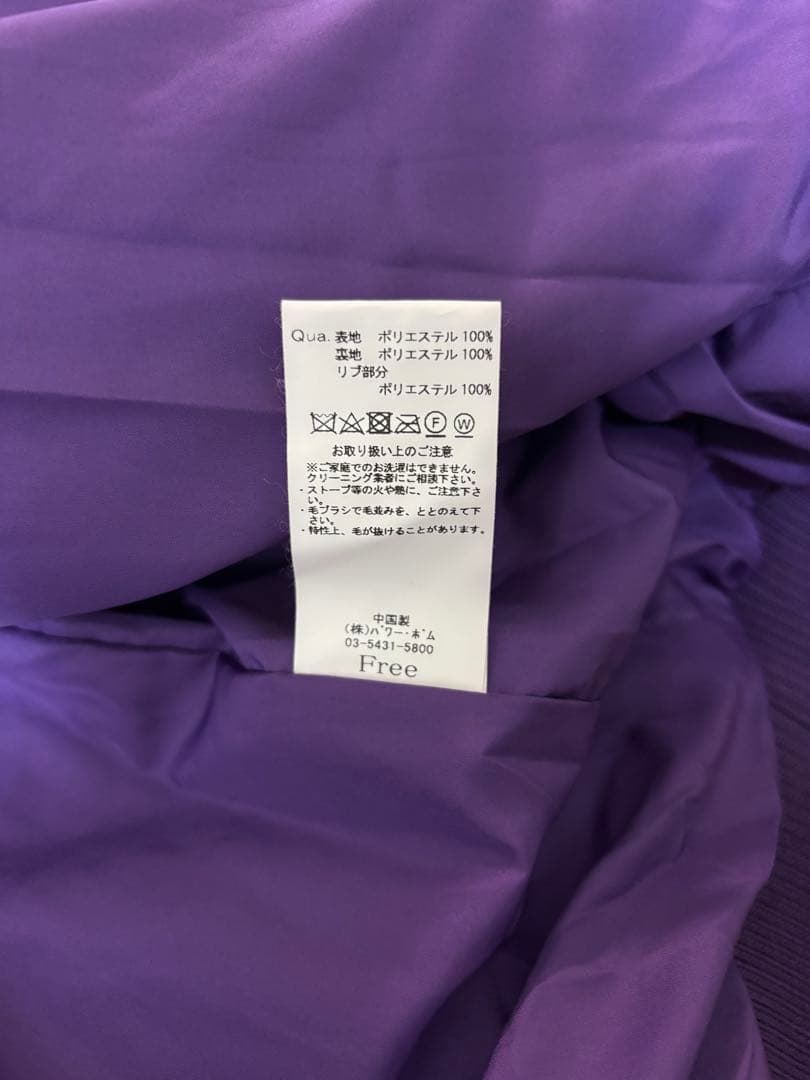 Qua. 表地 ポリエステル 100%
裏地 ポリエステル 100%
リブ部分
ポリエステル 100%
F W
お取り扱い上のご注意
※ご家庭でのお洗濯はできません。
クリーニング業者にご相談下さい。
・ストーブ等の火や熱に、ご注意下さ
い。
・毛ブラシで毛並みを、ととのえて下
さい。
・特性上、毛が抜けることがあります。
中国製
(株)パワー・ボム
03-5431-5800
Free